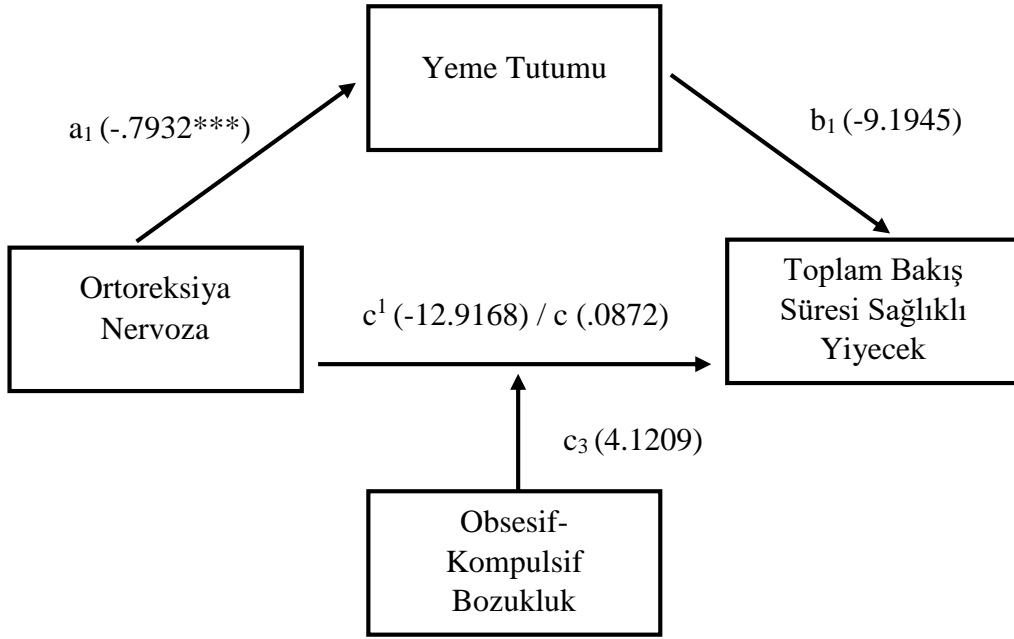 Yeme Tutumu
a₁ (-.7932***)
b₁ (-9.1945)
Ortoreksiya
Nervoza
c¹ (-12.9168) / c (.0872)
Toplam Bakış
Süresi Sağlıklı
Yiyecek
c₃ (4.1209)
Obsesif-
Kompulsif
Bozukluk